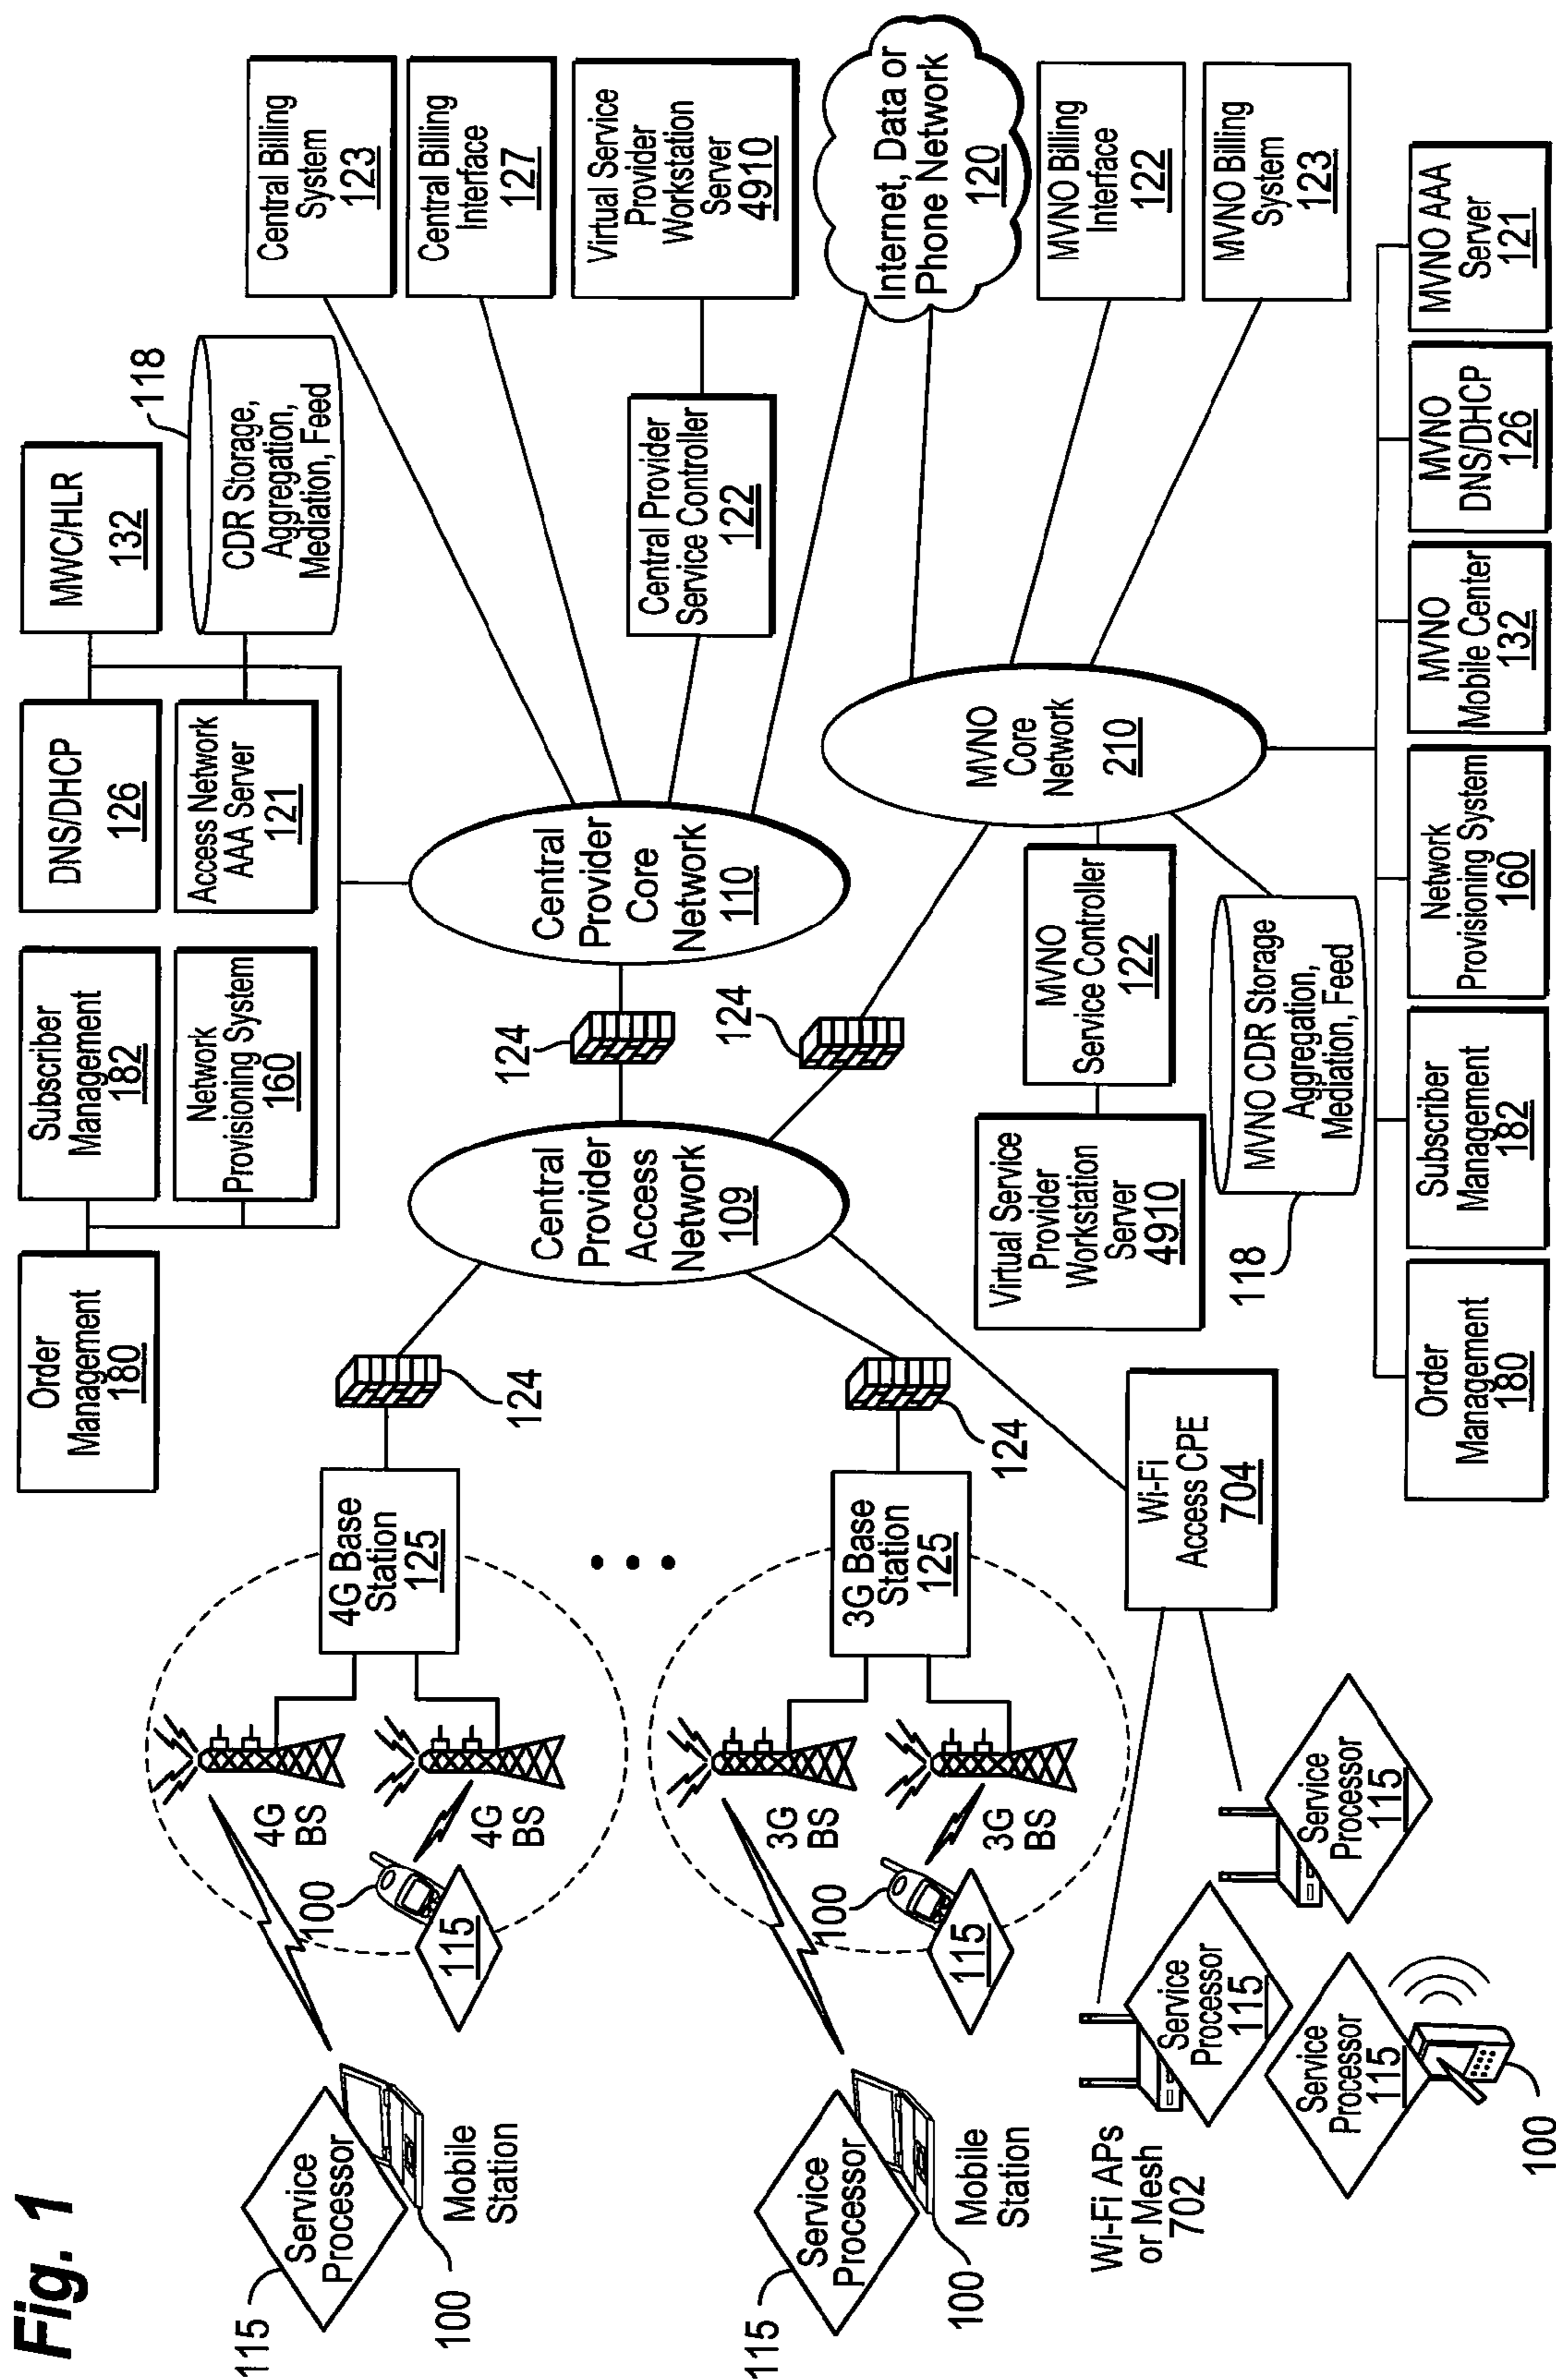 Fig. 1
Order
Management
180
Subscriber
Management
182
DNS/DHCP
126
MWC/HLR
132
118
Network
Provisioning System
160
Access Network
AAA Server
121
CDR Storage,
Aggregation,
Mediation, Feed
Central Billing
System
123
Central Billing
Interface
127
Virtual Service
Provider
Workstation
Server
4910
Central Provider
Service Controller
122
Internet, Data or
Phone Network
120
MVNO Billing
Interface
122
MVNO Billing
System
123
Central
Provider
Core
Network
110
124
124
Central
Provider
Access
Network
109
MVNO
Core
Network
210
124
124
4G Base
Station
125
4G
BS
4G
BS
100
115
115
Service
Processor
100
Mobile
Station
3G Base
Station
125
3G
BS
3G
BS
100
115
115
Service
Processor
100
Mobile
Station
MVNO
Service Controller
122
Virtual Service
Provider
Workstation
Server
4910
MVNO CDR Storage
Aggregation,
Mediation, Feed
118
Wi-Fi
Access CPE
704
Wi-Fi APs
or Mesh
702
Service
Processor
115
Service
Processor
115
Service
Processor
115
100
Order
Management
180
Subscriber
Management
182
Network
Provisioning System
160
MVNO
Mobile Center
132
MVNO
DNS/DHCP
126
MVNO AAA
Server
121